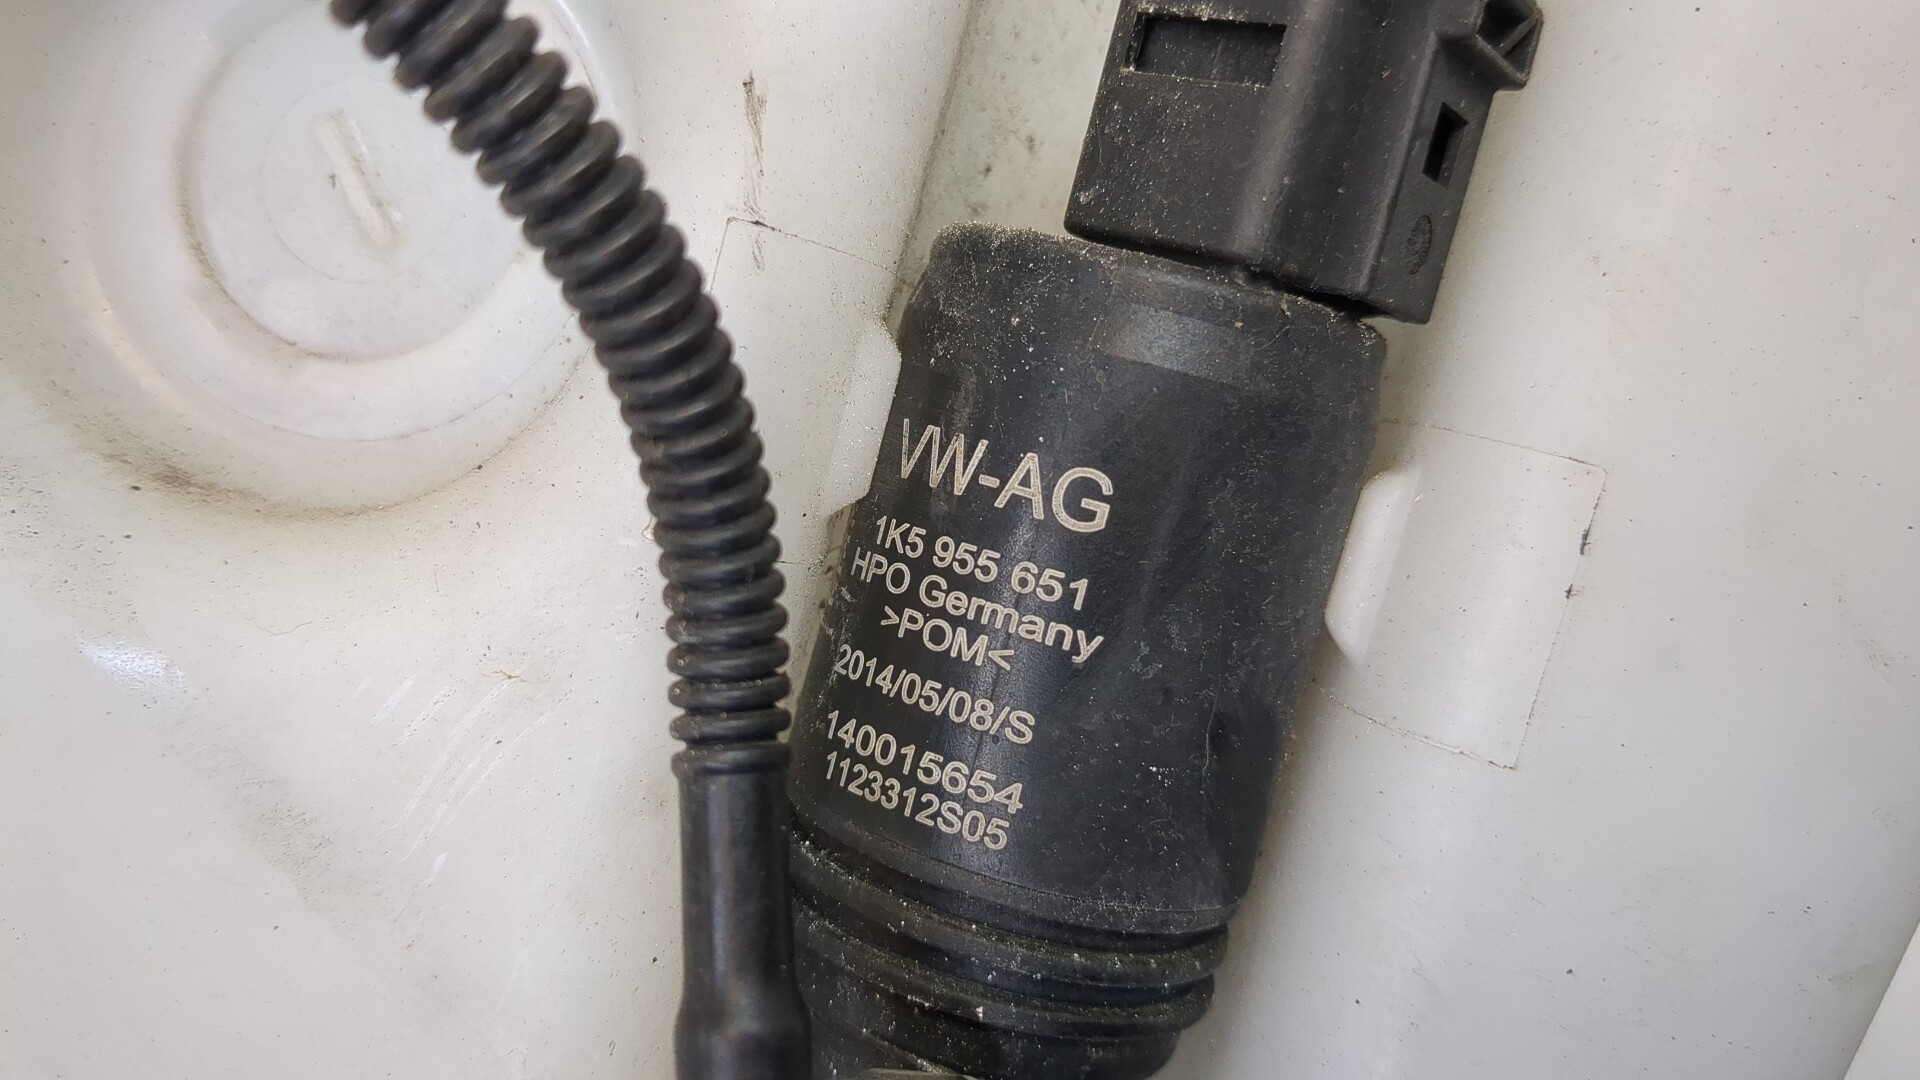 VW-AG
1K5 955 651
HPO Germany
>POM<
2014/05/08/S
140015654
1123312S05